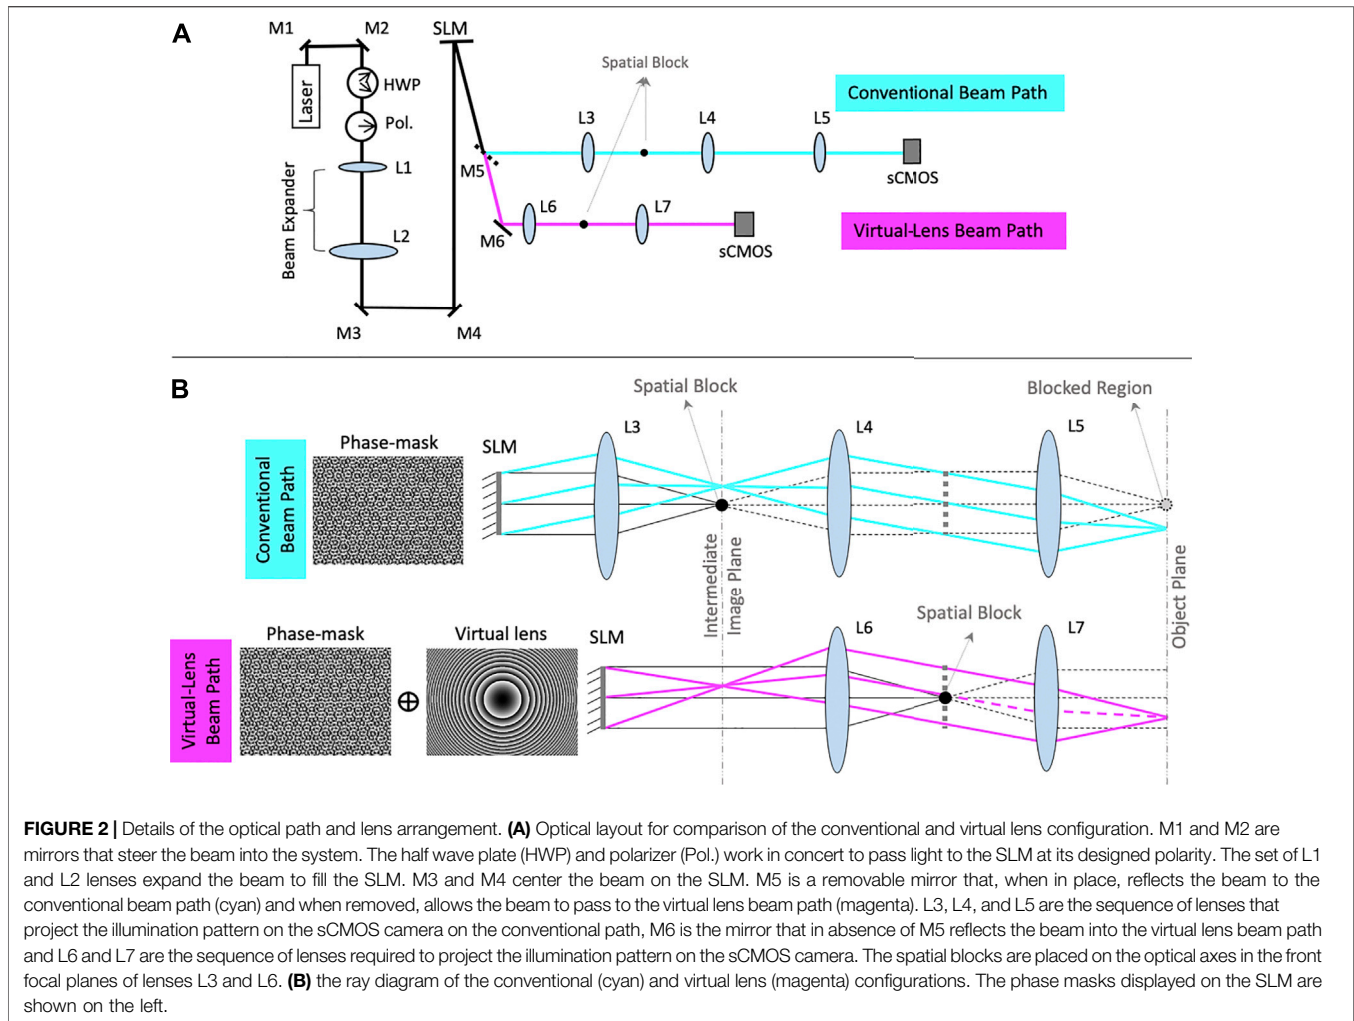 A
M1
M2
SLM
Laser
HWP
Pol.
Beam Expander
L1
L2
M3
M4
Spatial Block
L3
L4
L5
sCMOS
M5
M6
L6
L7
sCMOS
Conventional Beam Path
Virtual-Lens Beam Path
B
Spatial Block
Blocked Region
Conventional
Beam Path
Phase-mask
SLM
L3
L4
L5
Intermediate
Image Plane
Object Plane
Virtual-Lens
Beam Path
Phase-mask
Virtual lens
SLM
L6
Spatial Block
L7
FIGURE 2 | Details of the optical path and lens arrangement. (A) Optical layout for comparison of the conventional and virtual lens configuration. M1 and M2 are
mirrors that steer the beam into the system. The half wave plate (HWP) and polarizer (Pol.) work in concert to pass light to the SLM at its designed polarity. The set of L1
and L2 lenses expand the beam to fill the SLM. M3 and M4 center the beam on the SLM. M5 is a removable mirror that, when in place, reflects the beam to the
conventional beam path (cyan) and when removed, allows the beam to pass to the virtual lens beam path (magenta). L3, L4, and L5 are the sequence of lenses that
project the illumination pattern on the sCMOS camera on the conventional path, M6 is the mirror that in absence of M5 reflects the beam into the virtual lens beam path
and L6 and L7 are the sequence of lenses required to project the illumination pattern on the sCMOS camera. The spatial blocks are placed on the optical axes in the front
focal planes of lenses L3 and L6. (B) the ray diagram of the conventional (cyan) and virtual lens (magenta) configurations. The phase masks displayed on the SLM are
shown on the left.